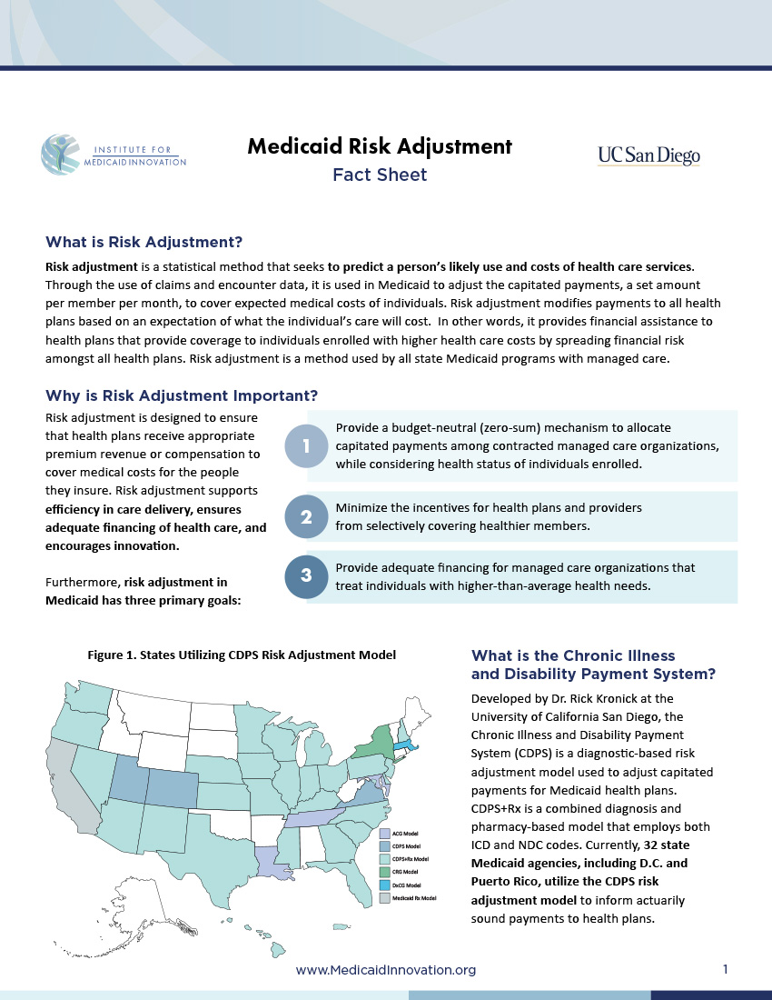 INSTITUTE FOR
MEDICAID INNOVATION
Medicaid Risk Adjustment
Fact Sheet
UC San Diego
What is Risk Adjustment?
Risk adjustment is a statistical method that seeks to predict a person’s likely use and costs of health care services.
Through the use of claims and encounter data, it is used in Medicaid to adjust the capitated payments, a set amount
per member per month, to cover expected medical costs of individuals. Risk adjustment modifies payments to all health
plans based on an expectation of what the individual’s care will cost. In other words, it provides financial assistance to
health plans that provide coverage to individuals enrolled with higher health care costs by spreading financial risk
amongst all health plans. Risk adjustment is a method used by all state Medicaid programs with managed care.
Why is Risk Adjustment Important?
Risk adjustment is designed to ensure
that health plans receive appropriate
premium revenue or compensation to
cover medical costs for the people
they insure. Risk adjustment supports
efficiency in care delivery, ensures
adequate financing of health care, and
encourages innovation.
Furthermore, risk adjustment in
Medicaid has three primary goals:
1
Provide a budget-neutral (zero-sum) mechanism to allocate
capitated payments among contracted managed care organizations,
while considering health status of individuals enrolled.
2
Minimize the incentives for health plans and providers
from selectively covering healthier members.
3
Provide adequate financing for managed care organizations that
treat individuals with higher-than-average health needs.
Figure 1. States Utilizing CDPS Risk Adjustment Model
ACG Model
CDPS Model
CDPS+Rx Model
CRG Model
DxCG Model
Medicaid Rx Model
What is the Chronic Illness
and Disability Payment System?
Developed by Dr. Rick Kronick at the
University of California San Diego, the
Chronic Illness and Disability Payment
System (CDPS) is a diagnostic-based risk
adjustment model used to adjust capitated
payments for Medicaid health plans.
CDPS+Rx is a combined diagnosis and
pharmacy-based model that employs both
ICD and NDC codes. Currently, 32 state
Medicaid agencies, including D.C. and
Puerto Rico, utilize the CDPS risk
adjustment model to inform actuarily
sound payments to health plans.
www.MedicaidInnovation.org
1